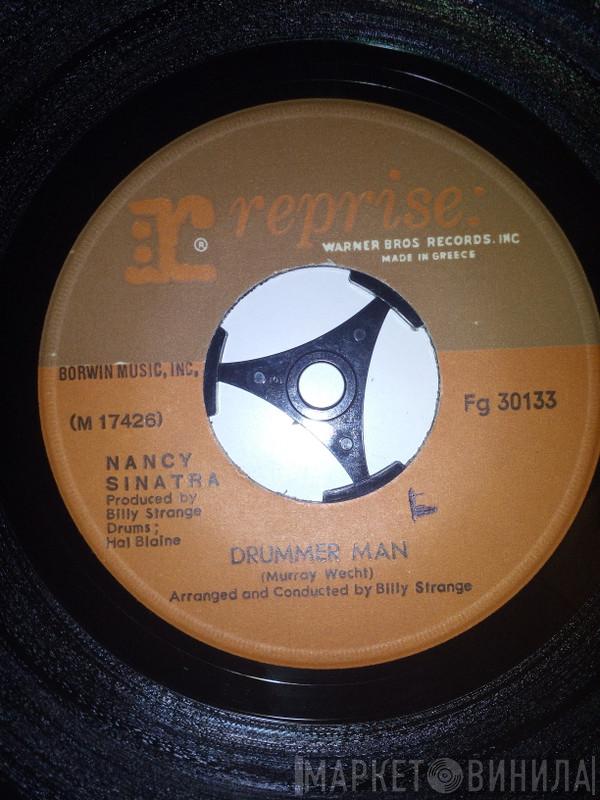 r reprise:
®
WARNER BROS RECORDS. INC
MADE IN GREECE
BORWIN MUSIC, INC,
(M 17426)
Fg 30133
NANCY
SINATRA
Produced by
Billy Strange
Drums;
Hal Blaine
DRUMMER MAN
(Murray Wecht)
Arranged and Conducted by Billy Strange
МАРКЕТ ВИНИЛА